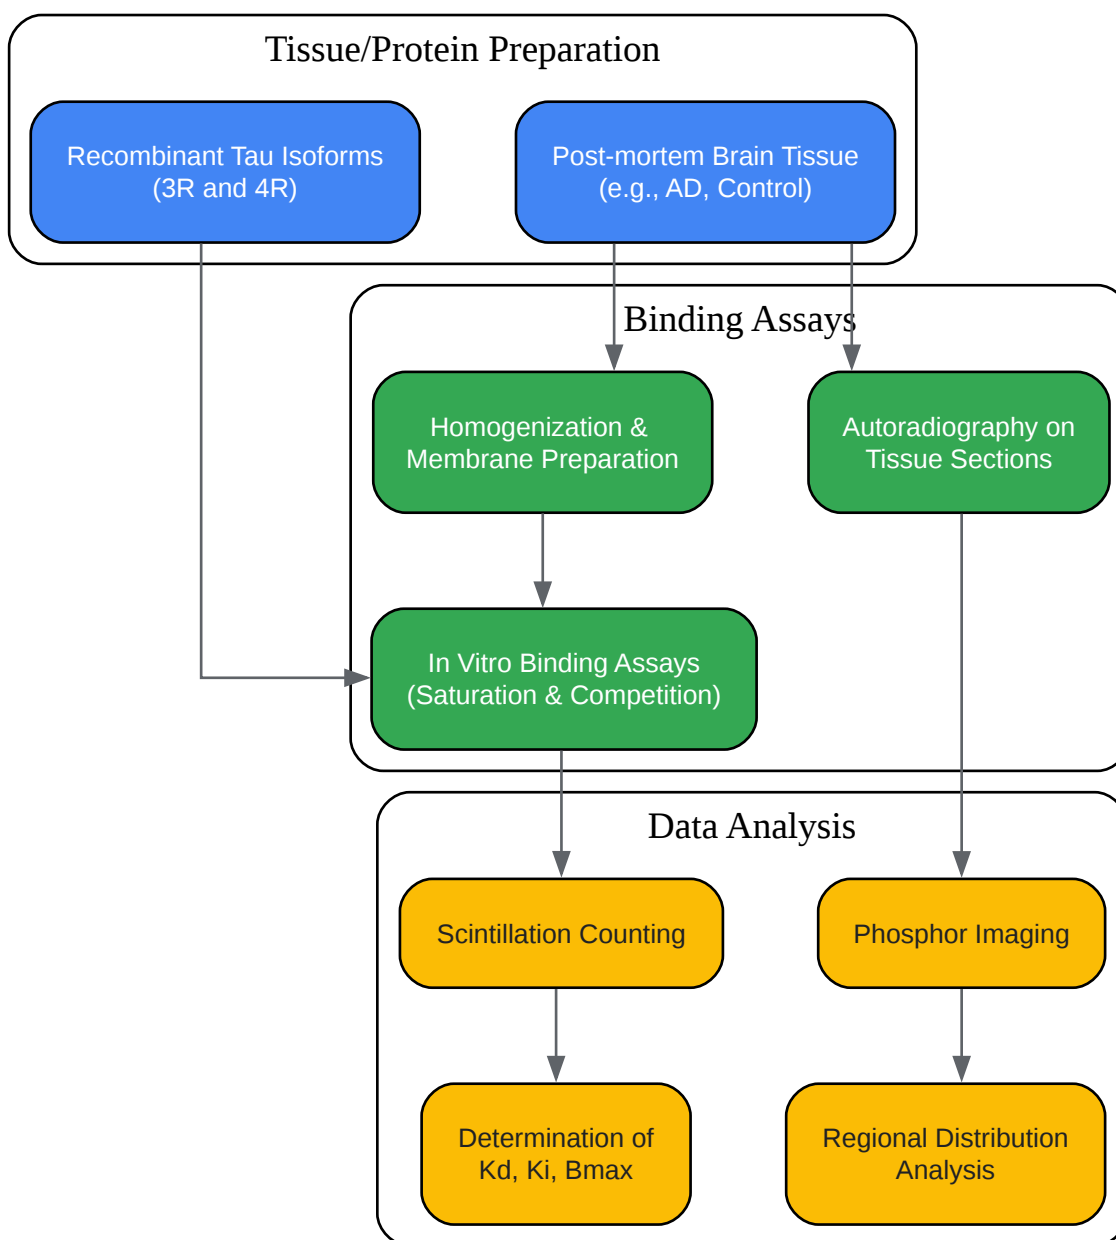 Tissue/Protein Preparation
Recombinant Tau Isoforms
(3R and 4R)
Post-mortem Brain Tissue
(e.g., AD, Control)
Binding Assays
Homogenization &
Membrane Preparation
Autoradiography on
Tissue Sections
In Vitro Binding Assays
(Saturation & Competition)
Data Analysis
Scintillation Counting
Phosphor Imaging
Determination of
Kd, Ki, Bmax
Regional Distribution
Analysis